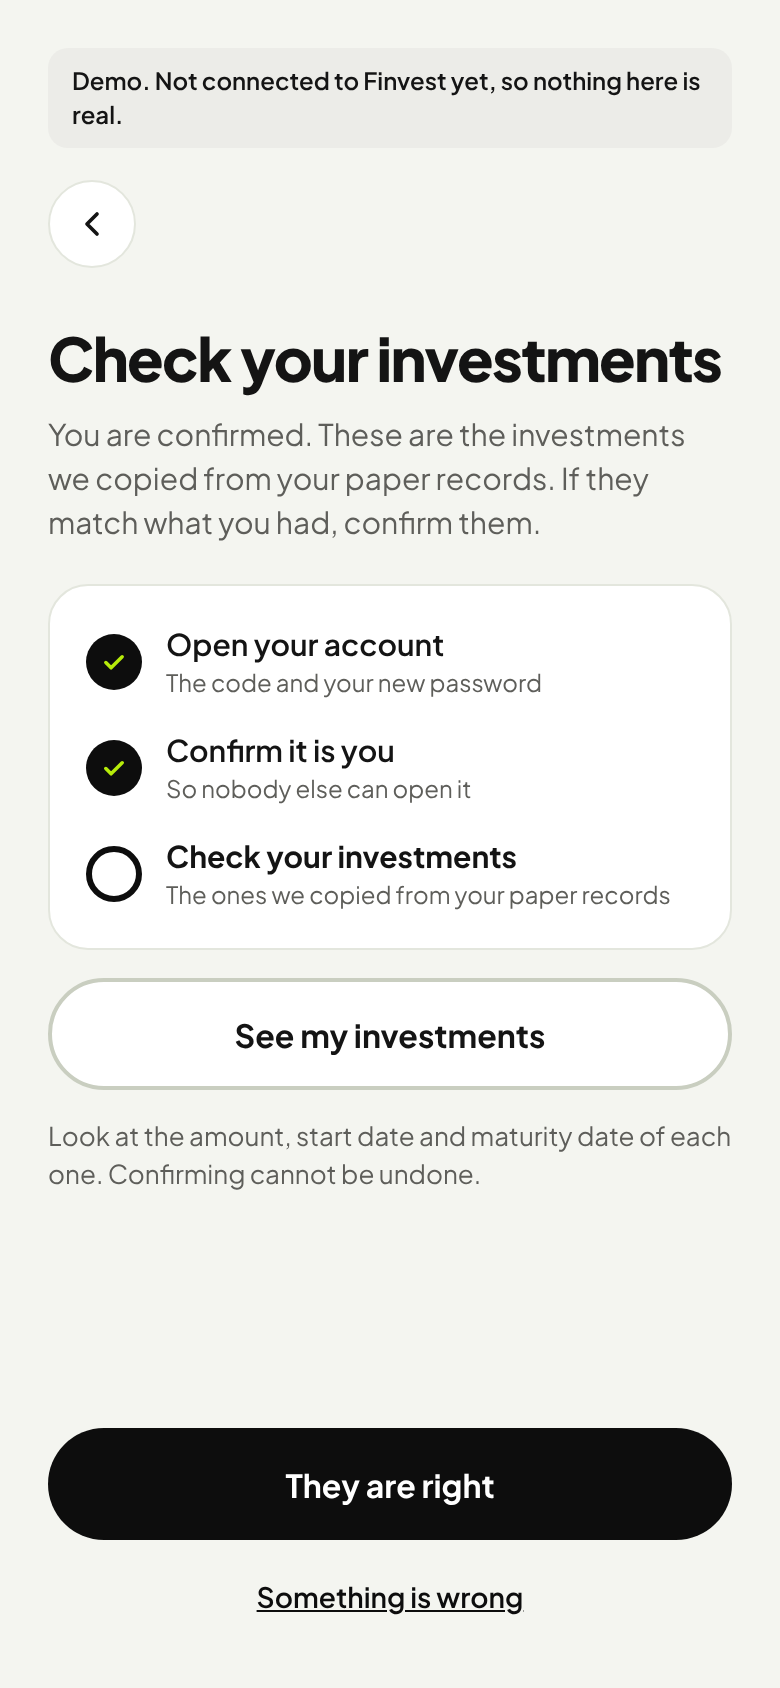 Demo. Not connected to Finvest yet, so nothing here is
real.
Check your investments
You are confirmed. These are the investments
we copied from your paper records. If they
match what you had, confirm them.
Open your account
The code and your new password
Confirm it is you
So nobody else can open it
Check your investments
The ones we copied from your paper records
See my investments
Look at the amount, start date and maturity date of each
one. Confirming cannot be undone.
They are right
Something is wrong